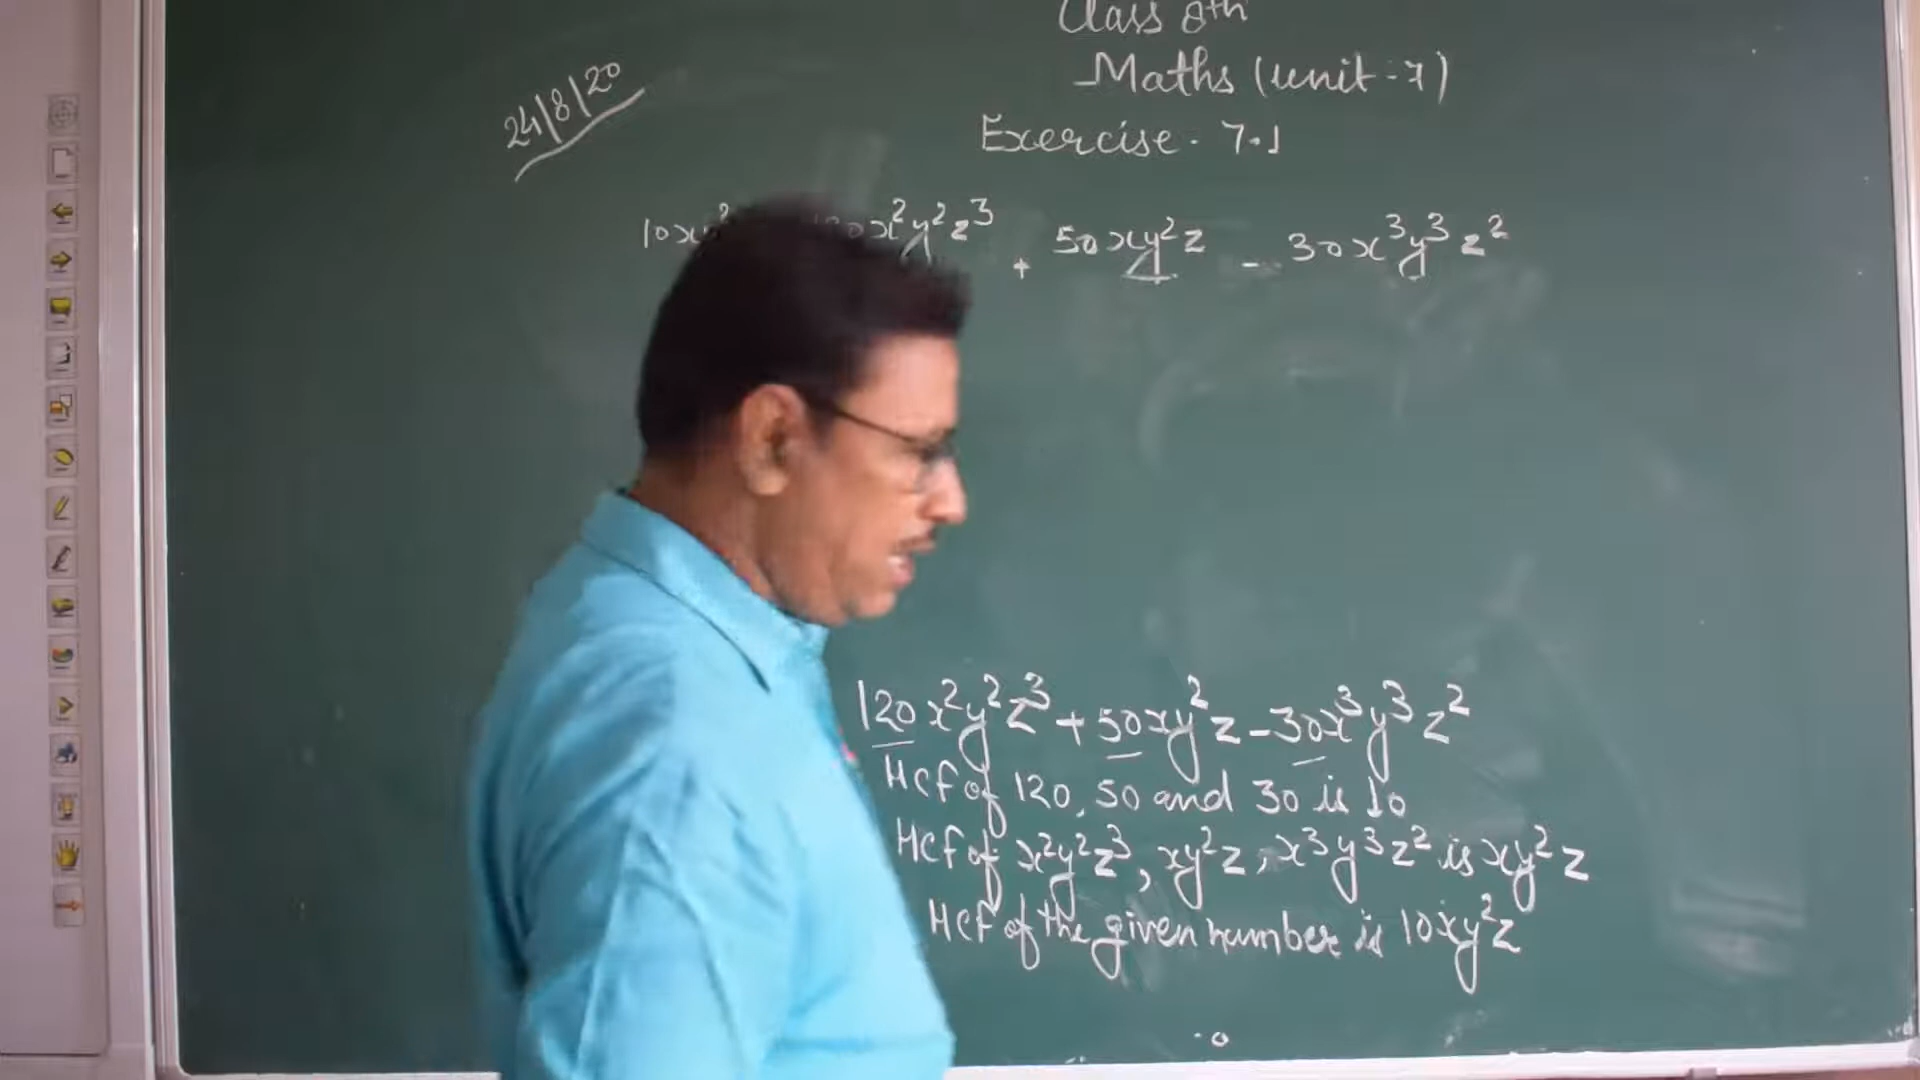 Class 8th
Maths (unit-7)
24/8/20
Exercise. 7.1
10xy² x²y²z³ + 50xy²z - 30x³y³z²
120x²y²z³ + 50xy²z - 30x³y³z²
HCF of 120, 50 and 30 is 10
HCF of x²y²z³, xy²z, x³y³z² is xy²z
HCF of the given number is 10xy²z